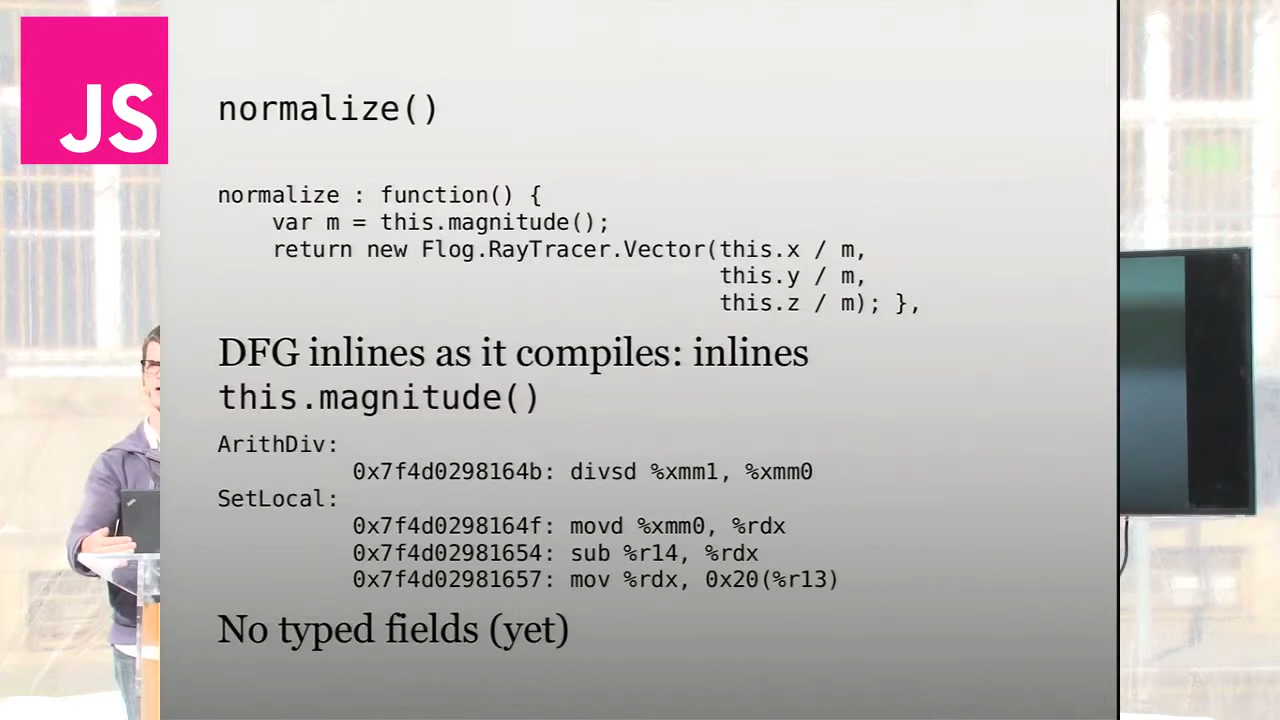 JS
normalize()
normalize : function() {
    var m = this.magnitude();
    return new Flog.RayTracer.Vector(this.x / m,
                                     this.y / m,
                                     this.z / m); },
DFG inlines as it compiles: inlines
this.magnitude()
ArithDiv:
          0x7f4d0298164b: divsd %xmm1, %xmm0
SetLocal:
          0x7f4d0298164f: movd %xmm0, %rdx
          0x7f4d02981654: sub %r14, %rdx
          0x7f4d02981657: mov %rdx, 0x20(%r13)
No typed fields (yet)